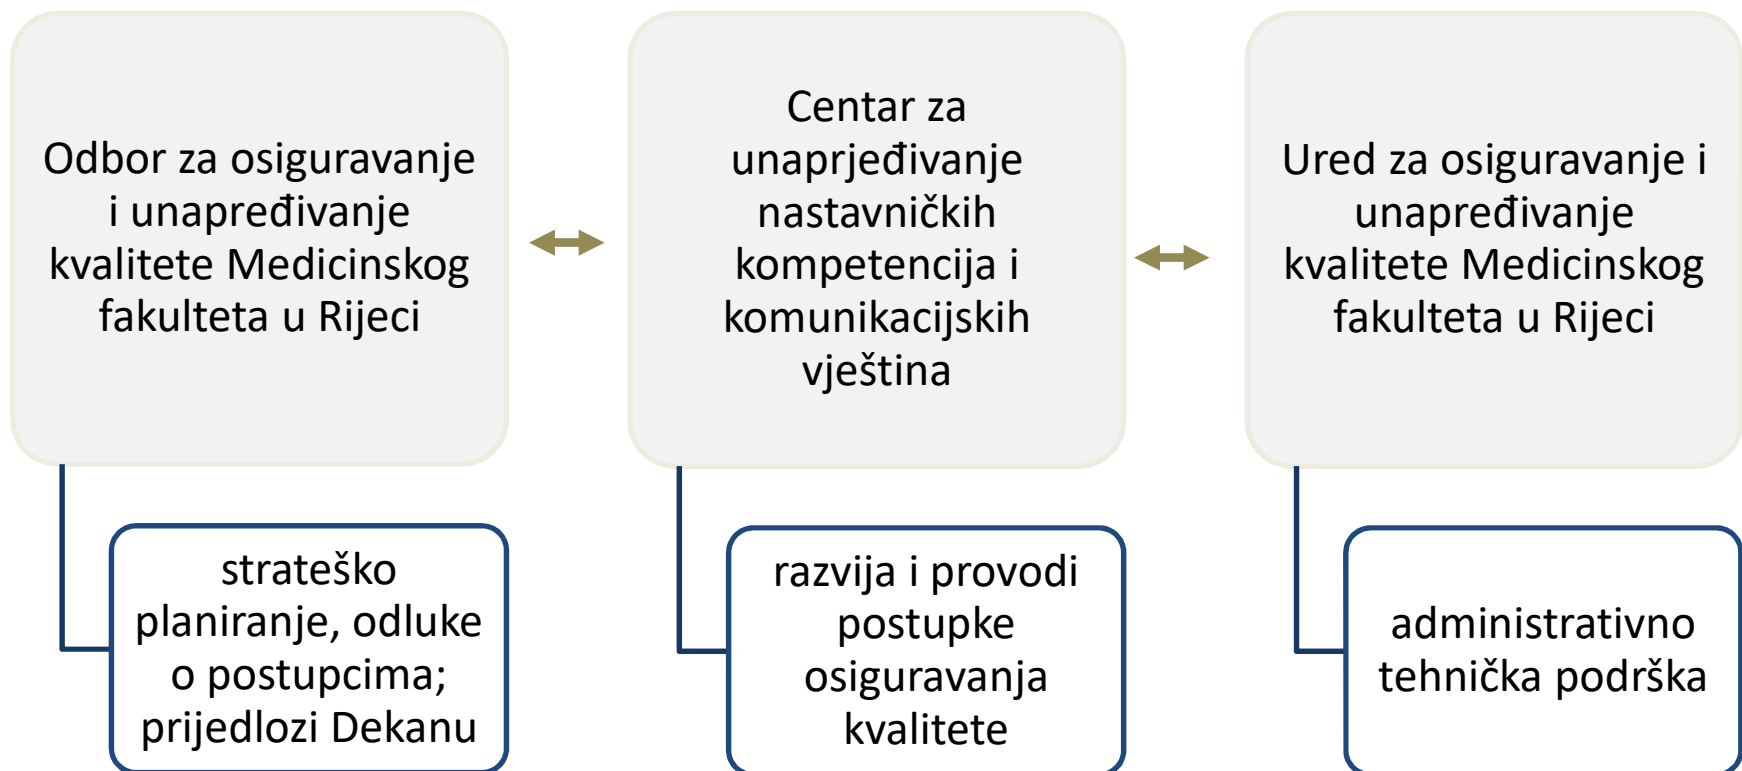 Odbor za osiguravanje
i unapređivanje
kvalitete Medicinskog
fakulteta u Rijeci
Centar za
unaprjeđivanje
nastavničkih
kompetencija i
komunikacijskih
vještina
Ured za osiguravanje i
unapređivanje
kvalitete Medicinskog
fakulteta u Rijeci
strateško
planiranje, odluke
o postupcima;
prijedlozi Dekanu
razvija i provodi
postupke
osiguravanja
kvalitete
administrativno
tehnička podrška